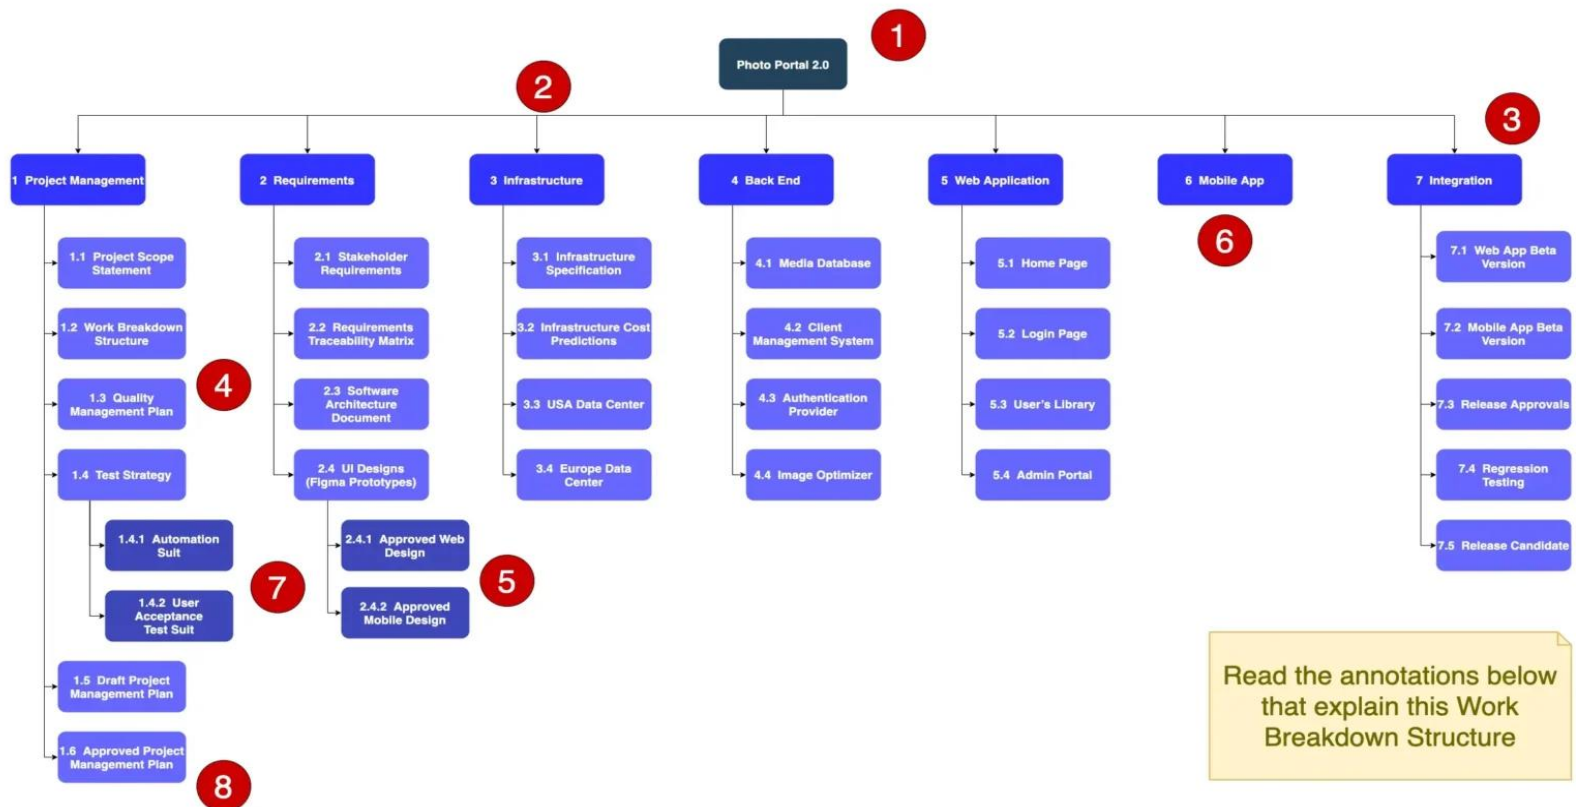 1
Photo Portal 2.0
2
3
1 Project Management
2 Requirements
3 Infrastructure
4 Back End
5 Web Application
6 Mobile App
7 Integration
1.1 Project Scope
Statement
1.2 Work Breakdown
Structure
1.3 Quality
Management Plan
4
1.4 Test Strategy
1.4.1 Automation
Suit
1.4.2 User
Acceptance
Test Suit
7
1.5 Draft Project
Management Plan
1.6 Approved Project
Management Plan
8
2.1 Stakeholder
Requirements
2.2 Requirements
Traceability Matrix
2.3 Software
Architecture
Document
2.4 UI Designs
(Figma Prototypes)
2.4.1 Approved Web
Design
2.4.2 Approved
Mobile Design
5
3.1 Infrastructure
Specification
3.2 Infrastructure Cost
Predictions
3.3 USA Data Center
3.4 Europe Data
Center
4.1 Media Database
4.2 Client
Management System
4.3 Authentication
Provider
4.4 Image Optimizer
5.1 Home Page
5.2 Login Page
5.3 User's Library
5.4 Admin Portal
6
7.1 Web App Beta
Version
7.2 Mobile App Beta
Version
7.3 Release Approvals
7.4 Regression
Testing
7.5 Release Candidate
Read the annotations below
that explain this Work
Breakdown Structure